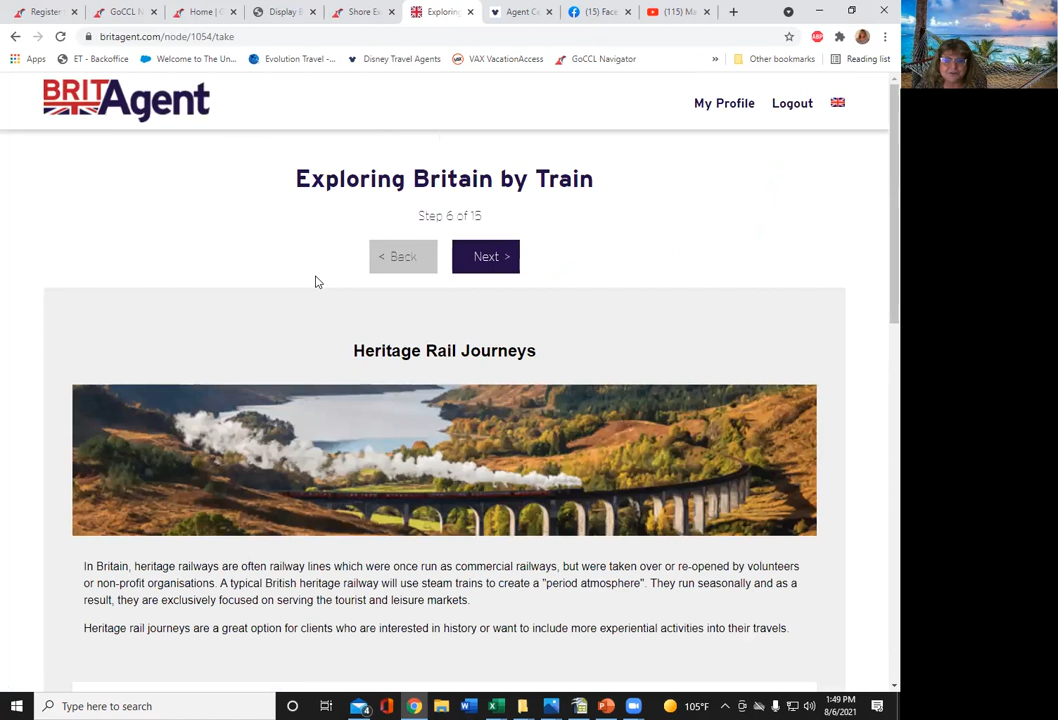 Register
GoCCL N
Home | G
Display B
Shore Ex
Exploring
Agent Ce
(15) Face
(115) Ma
britagent.com/node/1054/take
Apps
ET - Backoffice
Welcome to The Un...
Evolution Travel -...
Disney Travel Agents
VAX VacationAccess
GoCCL Navigator
»
Other bookmarks
Reading list
BRITAgent
My Profile
Logout
Exploring Britain by Train
Step 6 of 15
< Back
Next >
Heritage Rail Journeys
In Britain, heritage railways are often railway lines which were once run as commercial railways, but were taken over or re-opened by volunteers
or non-profit organisations. A typical British heritage railway will use steam trains to create a "period atmosphere". They run seasonally and as a
result, they are exclusively focused on serving the tourist and leisure markets.
Heritage rail journeys are a great option for clients who are interested in history or want to include more experiential activities into their travels.
Type here to search
4
105°F
1:49 PM
8/6/2021